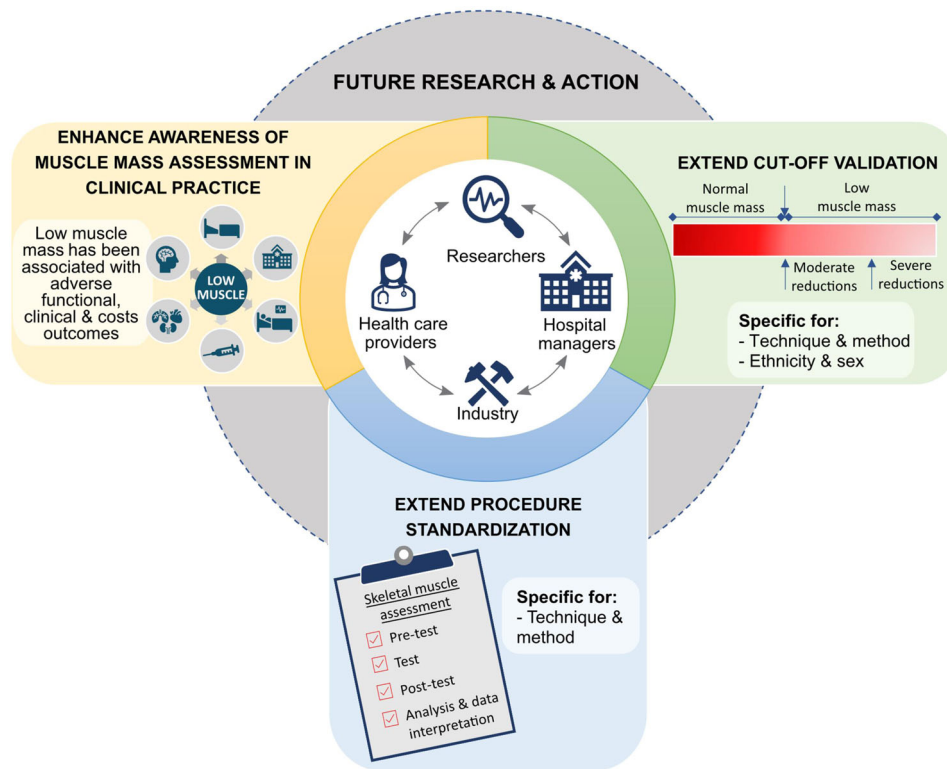 FUTURE RESEARCH & ACTION
ENHANCE AWARENESS OF
MUSCLE MASS ASSESSMENT IN
CLINICAL PRACTICE
Low muscle
mass has been
associated with
adverse
functional,
clinical & costs
outcomes
LOW
MUSCLE
Researchers
Health care
providers
Hospital
managers
Industry
EXTEND CUT-OFF VALIDATION
Normal
muscle mass
Low
muscle mass
Moderate
reductions
Severe
reductions
Specific for:
- Technique & method
- Ethnicity & sex
EXTEND PROCEDURE
STANDARDIZATION
Skeletal muscle
assessment
Pre-test
Test
Post-test
Analysis & data
interpretation
Specific for:
- Technique &
method